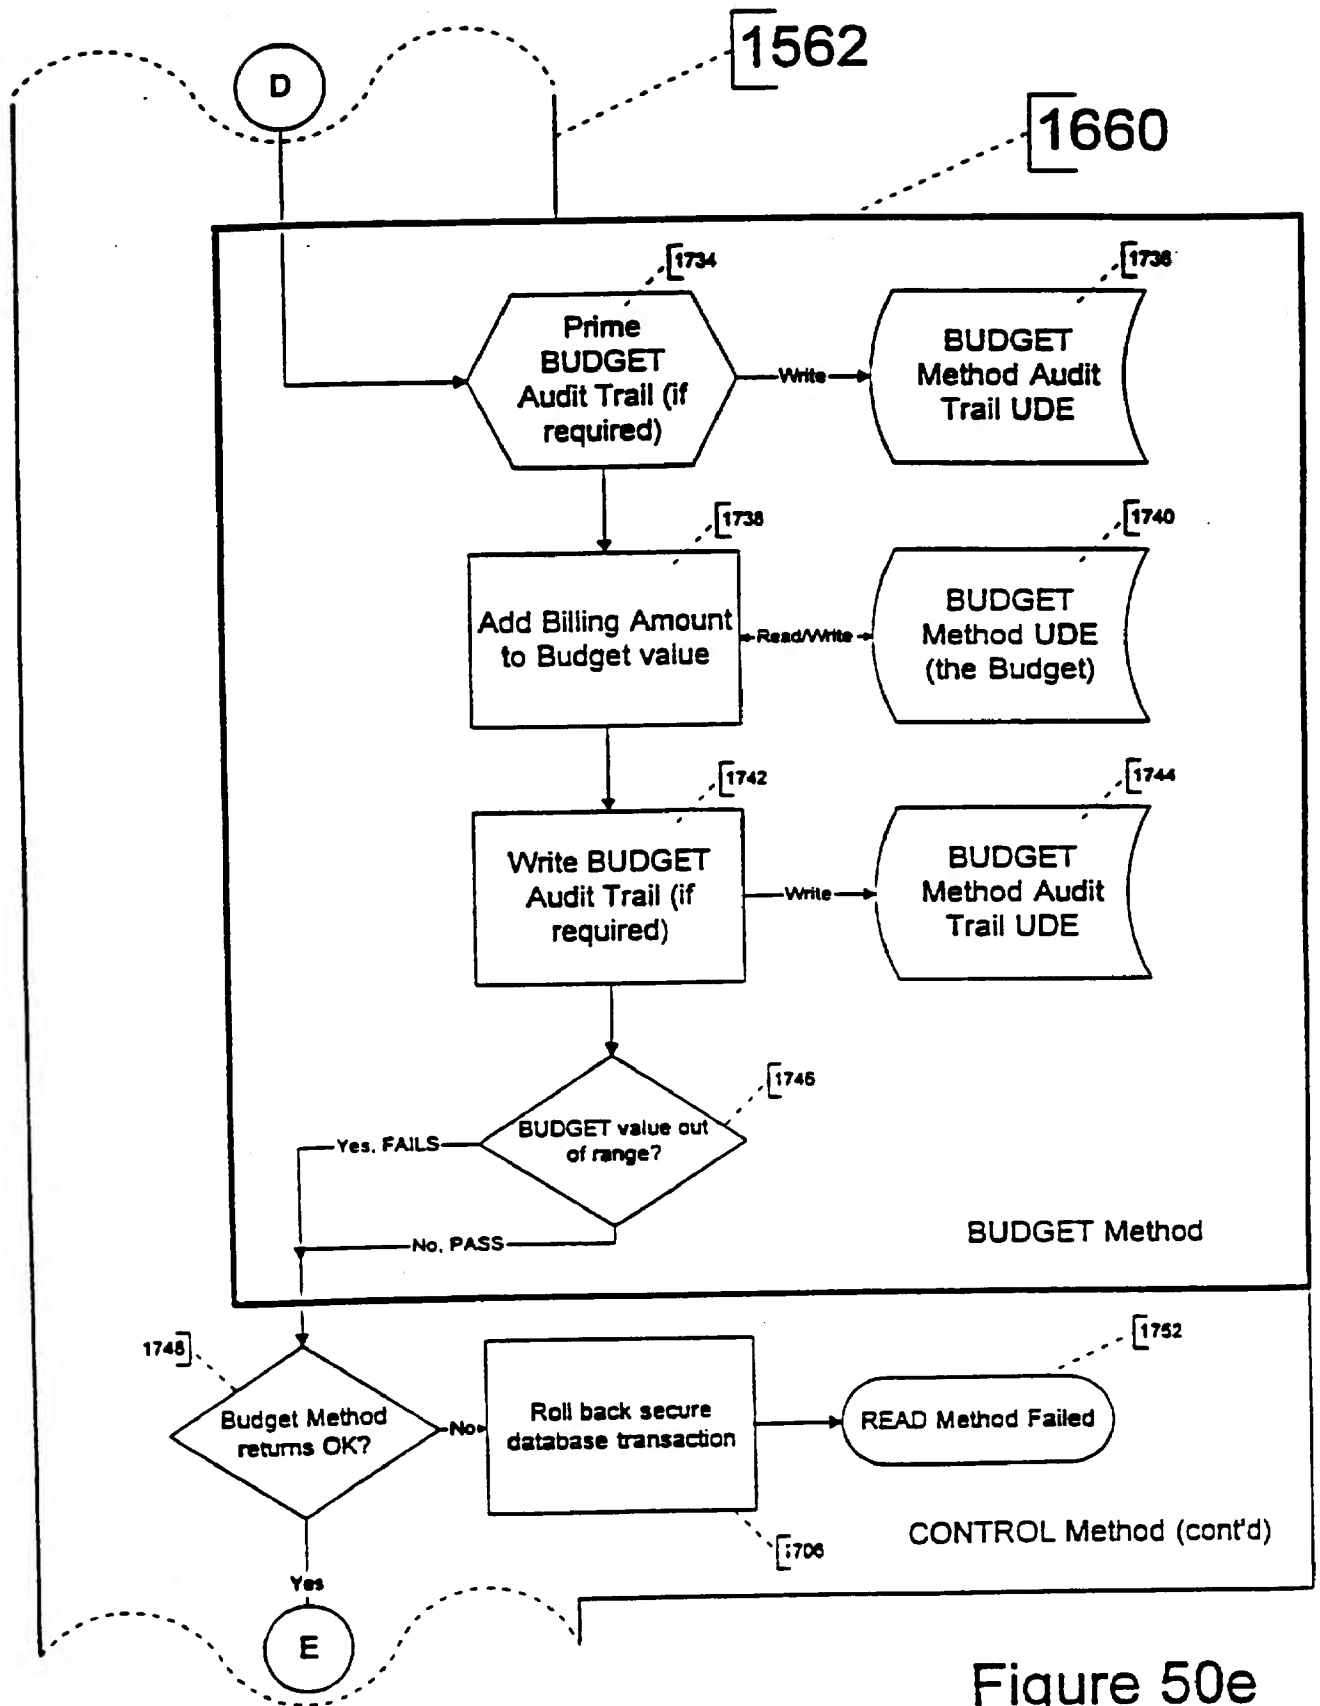 1562
D
1660
1734
1736
Prime
BUDGET
Audit Trail (if
required)
Write
BUDGET
Method Audit
Trail UDE
1738
1740
Add Billing Amount
to Budget value
Read/Write
BUDGET
Method UDE
(the Budget)
1742
1744
Write BUDGET
Audit Trail (if
required)
Write
BUDGET
Method Audit
Trail UDE
1746
BUDGET value out
of range?
Yes, FAILS
No, PASS
BUDGET Method
1748
1752
Budget Method
returns OK?
No
Roll back secure
database transaction
READ Method Failed
1706
CONTROL Method (cont'd)
Yes
E
Figure 50e